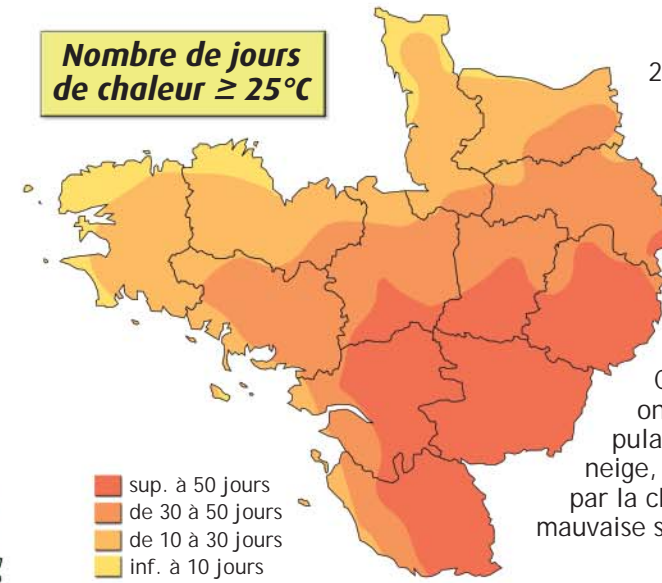 Nombre de jours
de chaleur ≥ 25°C
2
on
pula
neige,
par la c
mauvaise s
sup. à 50 jours
de 30 à 50 jours
de 10 à 30 jours
inf. à 10 jours